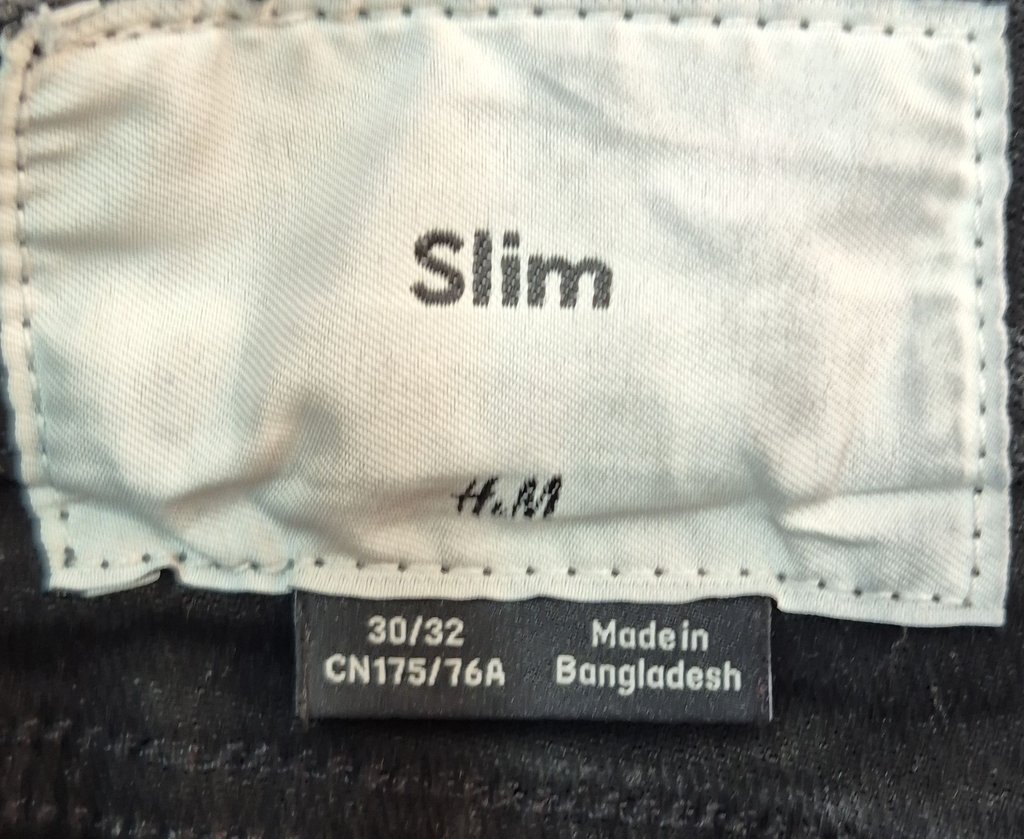 Slim
H&M
30/32
CN175/76A
Made in
Bangladesh